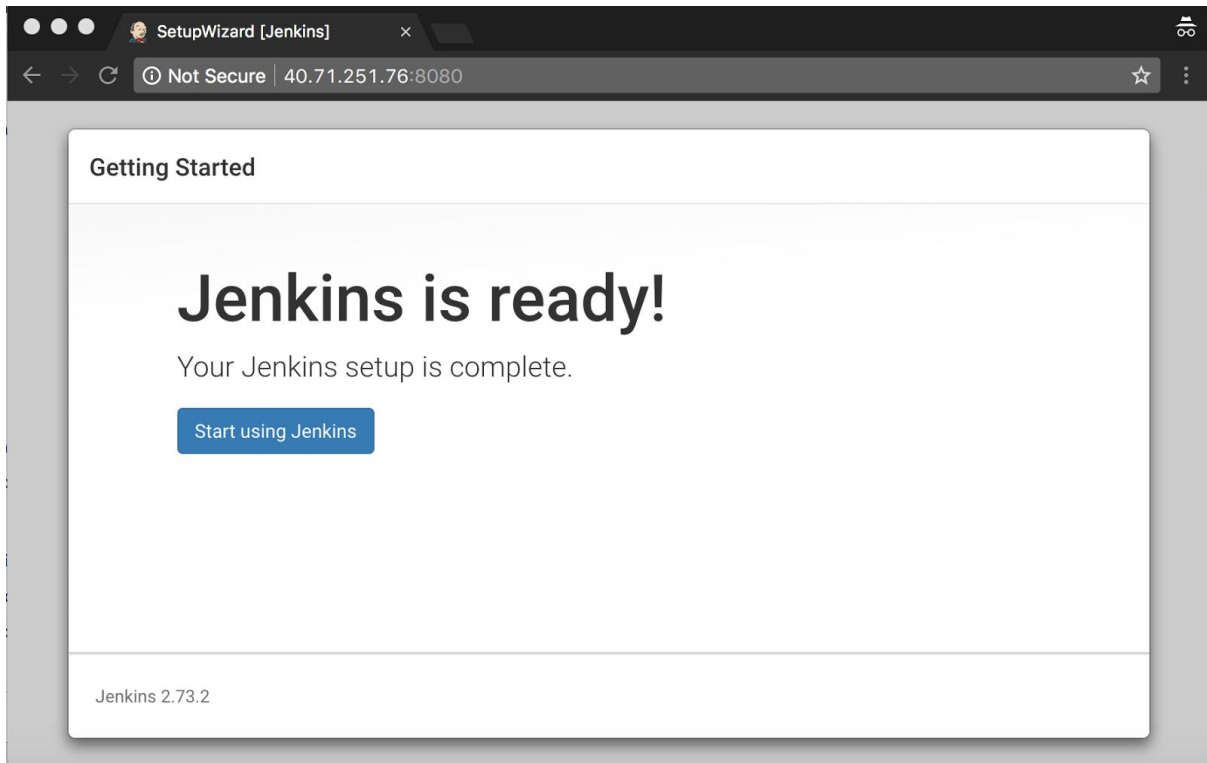 SetupWizard [Jenkins]
Not Secure 40.71.251.76:8080
Getting Started
Jenkins is ready!
Your Jenkins setup is complete.
Start using Jenkins
Jenkins 2.73.2